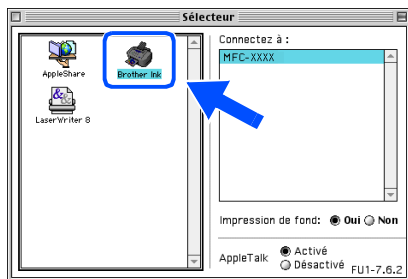 Sélecteur
AppleShare
Brother Ink
LaserWriter 8
Connectez à :
MFC-XXXX
Impression de fond: Oui Non
AppleTalk
Activé
Désactivé
FU1-7.6.2